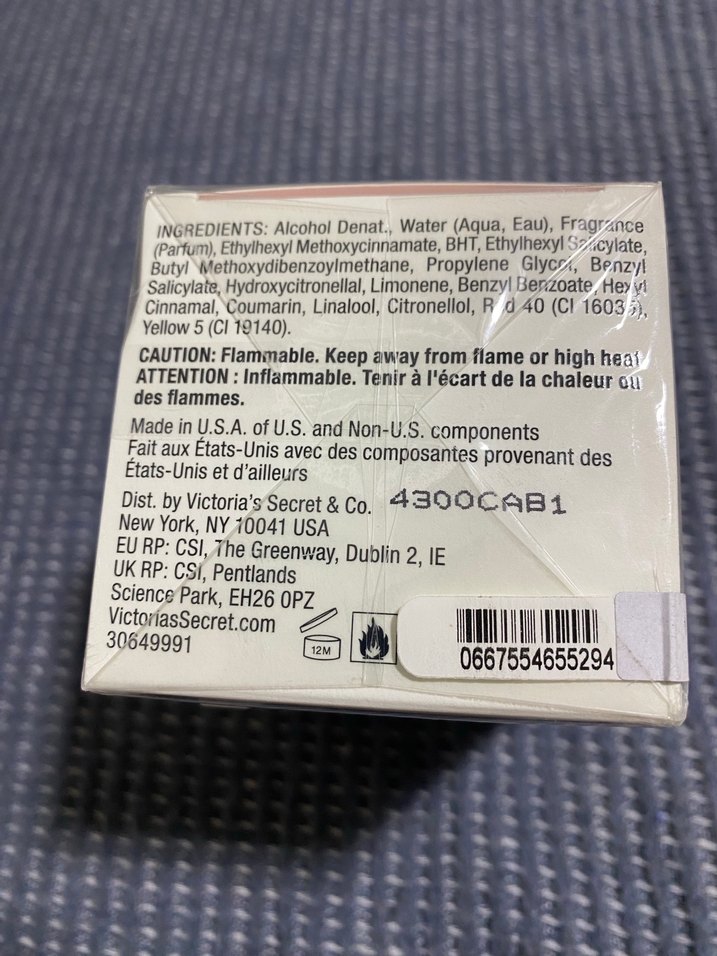 INGREDIENTS: Alcohol Denat., Water (Aqua, Eau), Fragrance
(Parfum), Ethylhexyl Methoxycinnamate, BHT, Ethylhexyl Salicylate,
Butyl Methoxydibenzoylmethane, Propylene Glycol, Benzyl
Salicylate, Hydroxycitronellal, Limonene, Benzyl Benzoate, Hexyl
Cinnamal, Coumarin, Linalool, Citronellol, Red 40 (CI 16035),
Yellow 5 (CI 19140).
CAUTION: Flammable. Keep away from flame or high heat
ATTENTION : Inflammable. Tenir à l'écart de la chaleur ou
des flammes.
Made in U.S.A. of U.S. and Non-U.S. components
Fait aux États-Unis avec des composantes provenant des
États-Unis et d'ailleurs
Dist. by Victoria's Secret & Co. 4300CAB1
New York, NY 10041 USA
EU RP: CSI, The Greenway, Dublin 2, IE
UK RP: CSI, Pentlands
Science Park, EH26 0PZ
VictoriasSecret.com
30649991
12M
0667554655294